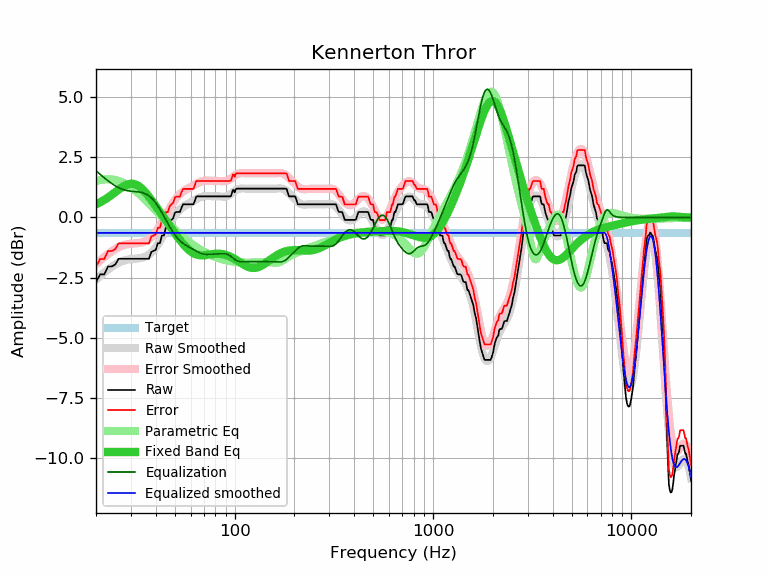 Kennerton Thror
Amplitude (dBr)
5.0
2.5
0.0
−2.5
−5.0
−7.5
−10.0
Target
Raw Smoothed
Error Smoothed
Raw
Error
Parametric Eq
Fixed Band Eq
Equalization
Equalized smoothed
100
1000
10000
Frequency (Hz)